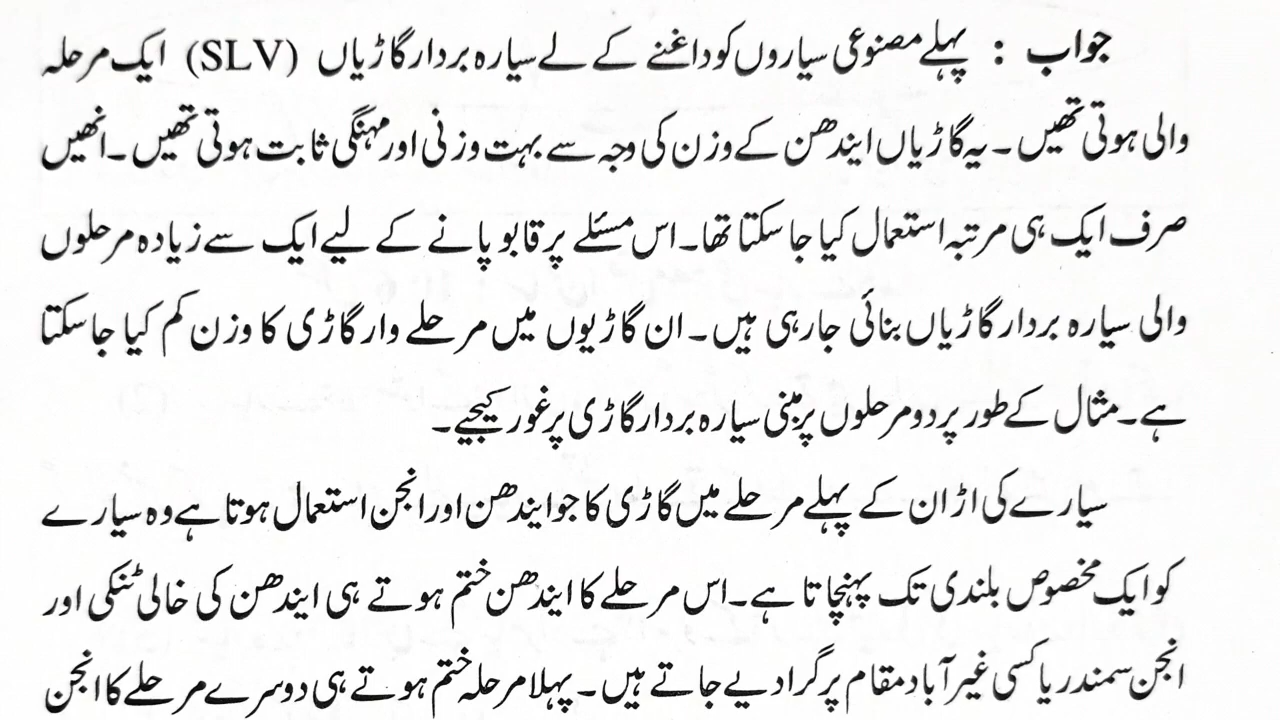 جواب : پہلے مصنوعی سیاروں کو داغنے کے لے سیارہ بردار گاڑیاں (SLV) ایک مرحلہ
والی ہوتی تھیں۔ یہ گاڑیاں ایندھن کے وزن کی وجہ سے بہت وزنی اور مہنگی ثابت ہوتی تھیں۔ انھیں
صرف ایک ہی مرتبہ استعمال کیا جا سکتا تھا۔ اس مسئلے پر قابو پانے کے لیے ایک سے زیادہ مرحلوں
والی سیارہ بردار گاڑیاں بنائی جارہی ہیں۔ ان گاڑیوں میں مرحلے وار گاڑی کا وزن کم کیا جا سکتا
ہے۔ مثال کے طور پر دو مرحلوں پر مبنی سیارہ بردار گاڑی پر غور کیجیے۔
سیارے کی اڑان کے پہلے مرحلے میں گاڑی کا جو ایندھن اور انجن استعمال ہوتا ہے وہ سیارے
کو ایک مخصوص بلندی تک پہنچاتا ہے۔ اس مرحلے کا ایندھن ختم ہوتے ہی ایندھن کی خالی ٹنکی اور
انجن سمندر یا کسی غیر آباد مقام پر گرا دیے جاتے ہیں۔ پہلا مرحلہ ختم ہوتے ہی دوسرے مرحلے کا انجن